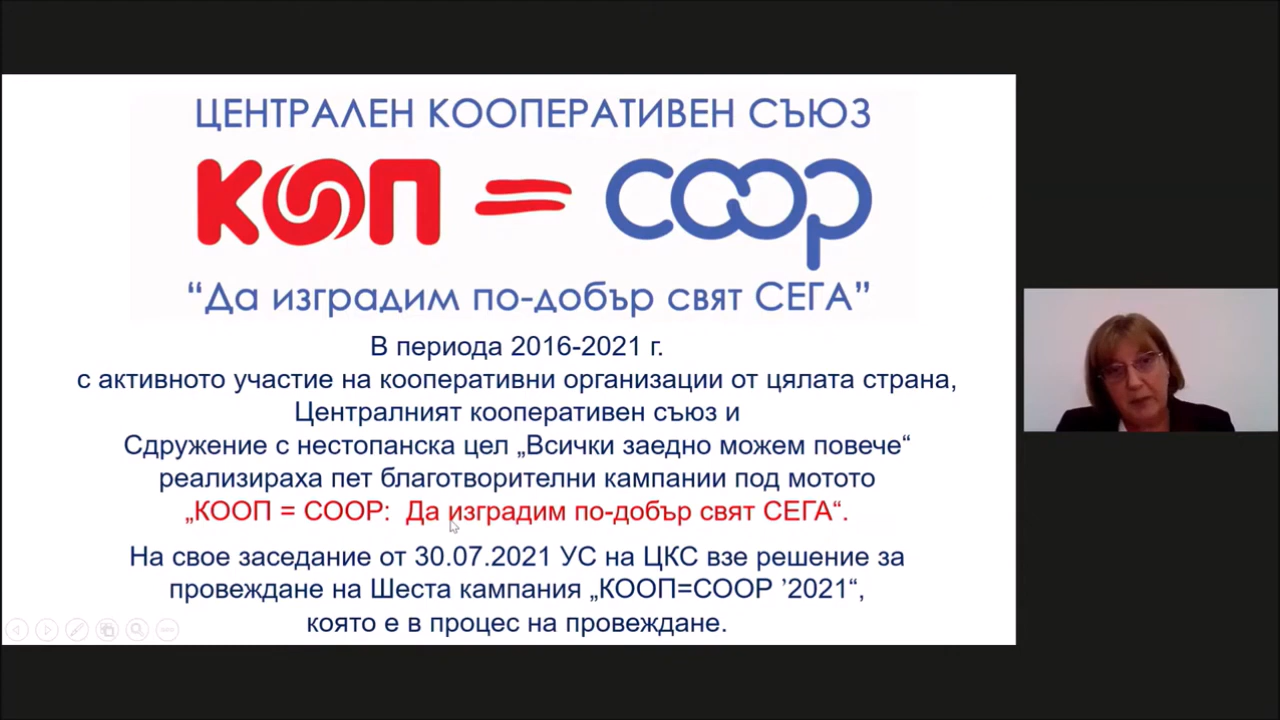 ЦЕНТРАЛЕН КООПЕРАТИВЕН СЪЮЗ
КООП = COOP
“Да изградим по-добър свят СЕГА”
В периода 2016-2021 г.
с активното участие на кооперативни организации от цялата страна,
Централният кооперативен съюз и
Сдружение с нестопанска цел „Всички заедно можем повече“
реализираха пет благотворителни кампании под мотото
„КООП = COOP: Да изградим по-добър свят СЕГА“.
На свое заседание от 30.07.2021 УС на ЦКС взе решение за
провеждане на Шеста кампания „КООП=COOP ’2021“,
която е в процес на провеждане.